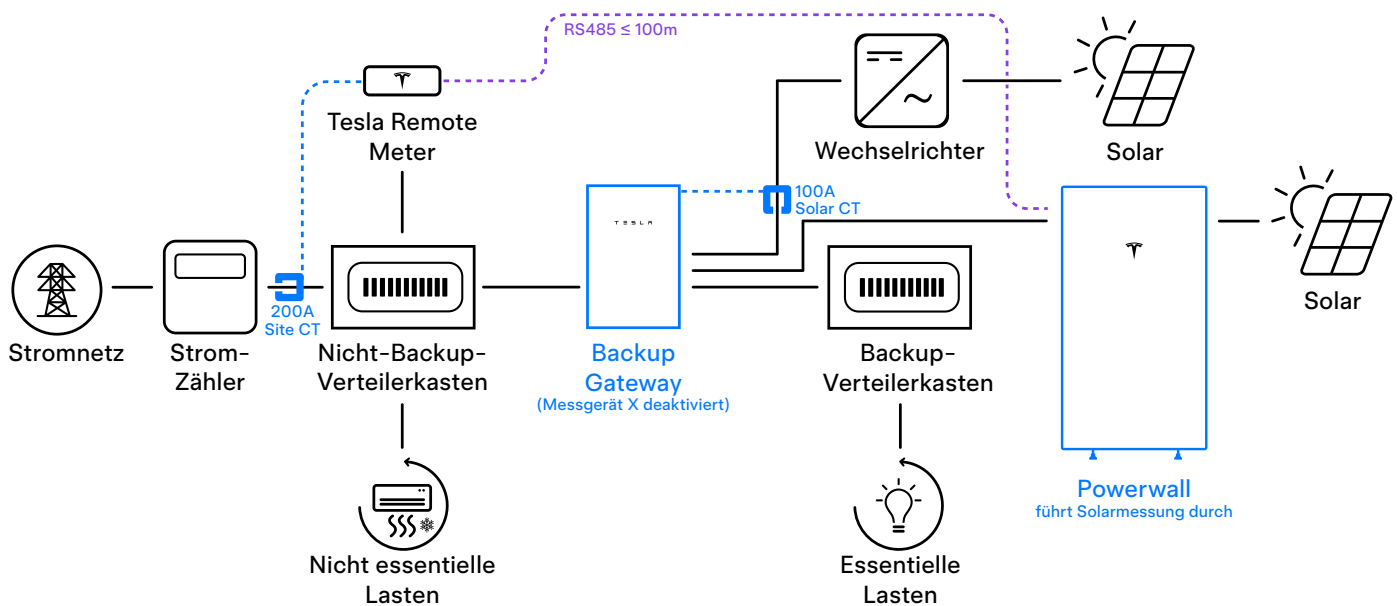 RS485 ≤ 100m
Tesla Remote
Meter
Wechselrichter
Solar
100A
Solar CT
TESLA
200A
Site CT
Solar
Stromnetz
Strom-
Zähler
Nicht-Backup-
Verteilerkasten
Backup
Gateway
(Messgerät X deaktiviert)
Backup-
Verteilerkasten
Powerwall
führt Solarmessung durch
Nicht essentielle
Lasten
Essentielle
Lasten